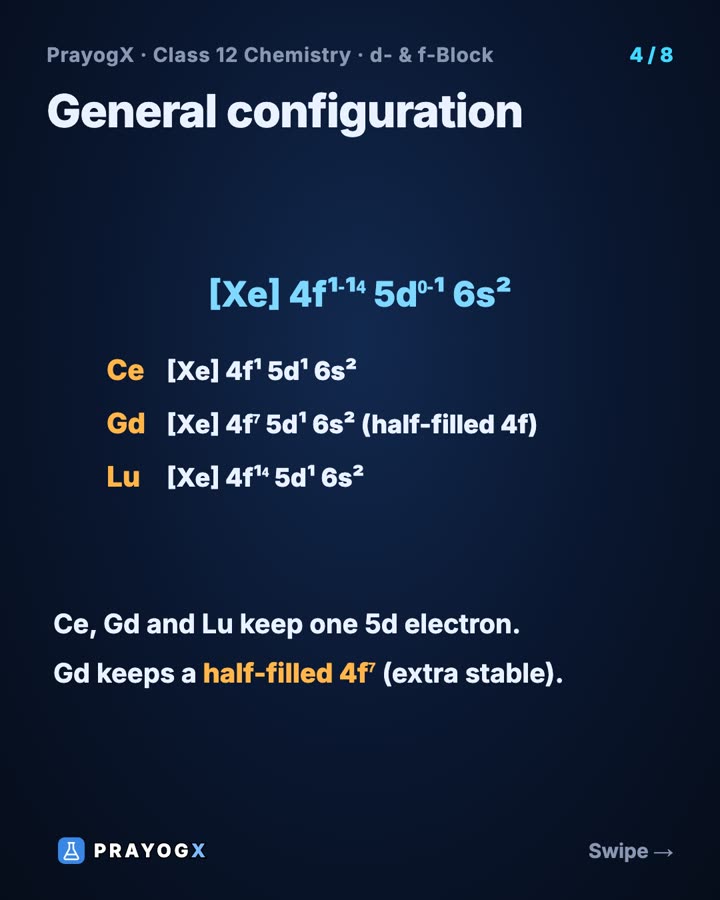 PrayogX · Class 12 Chemistry · d- & f-Block
4 / 8
General configuration
[Xe] 4f¹⁻¹⁴ 5d⁰⁻¹ 6s²
Ce [Xe] 4f¹ 5d¹ 6s²
Gd [Xe] 4f⁷ 5d¹ 6s² (half-filled 4f)
Lu [Xe] 4f¹⁴ 5d¹ 6s²
Ce, Gd and Lu keep one 5d electron.
Gd keeps a half-filled 4f⁷ (extra stable).
PRAYOGX
Swipe →